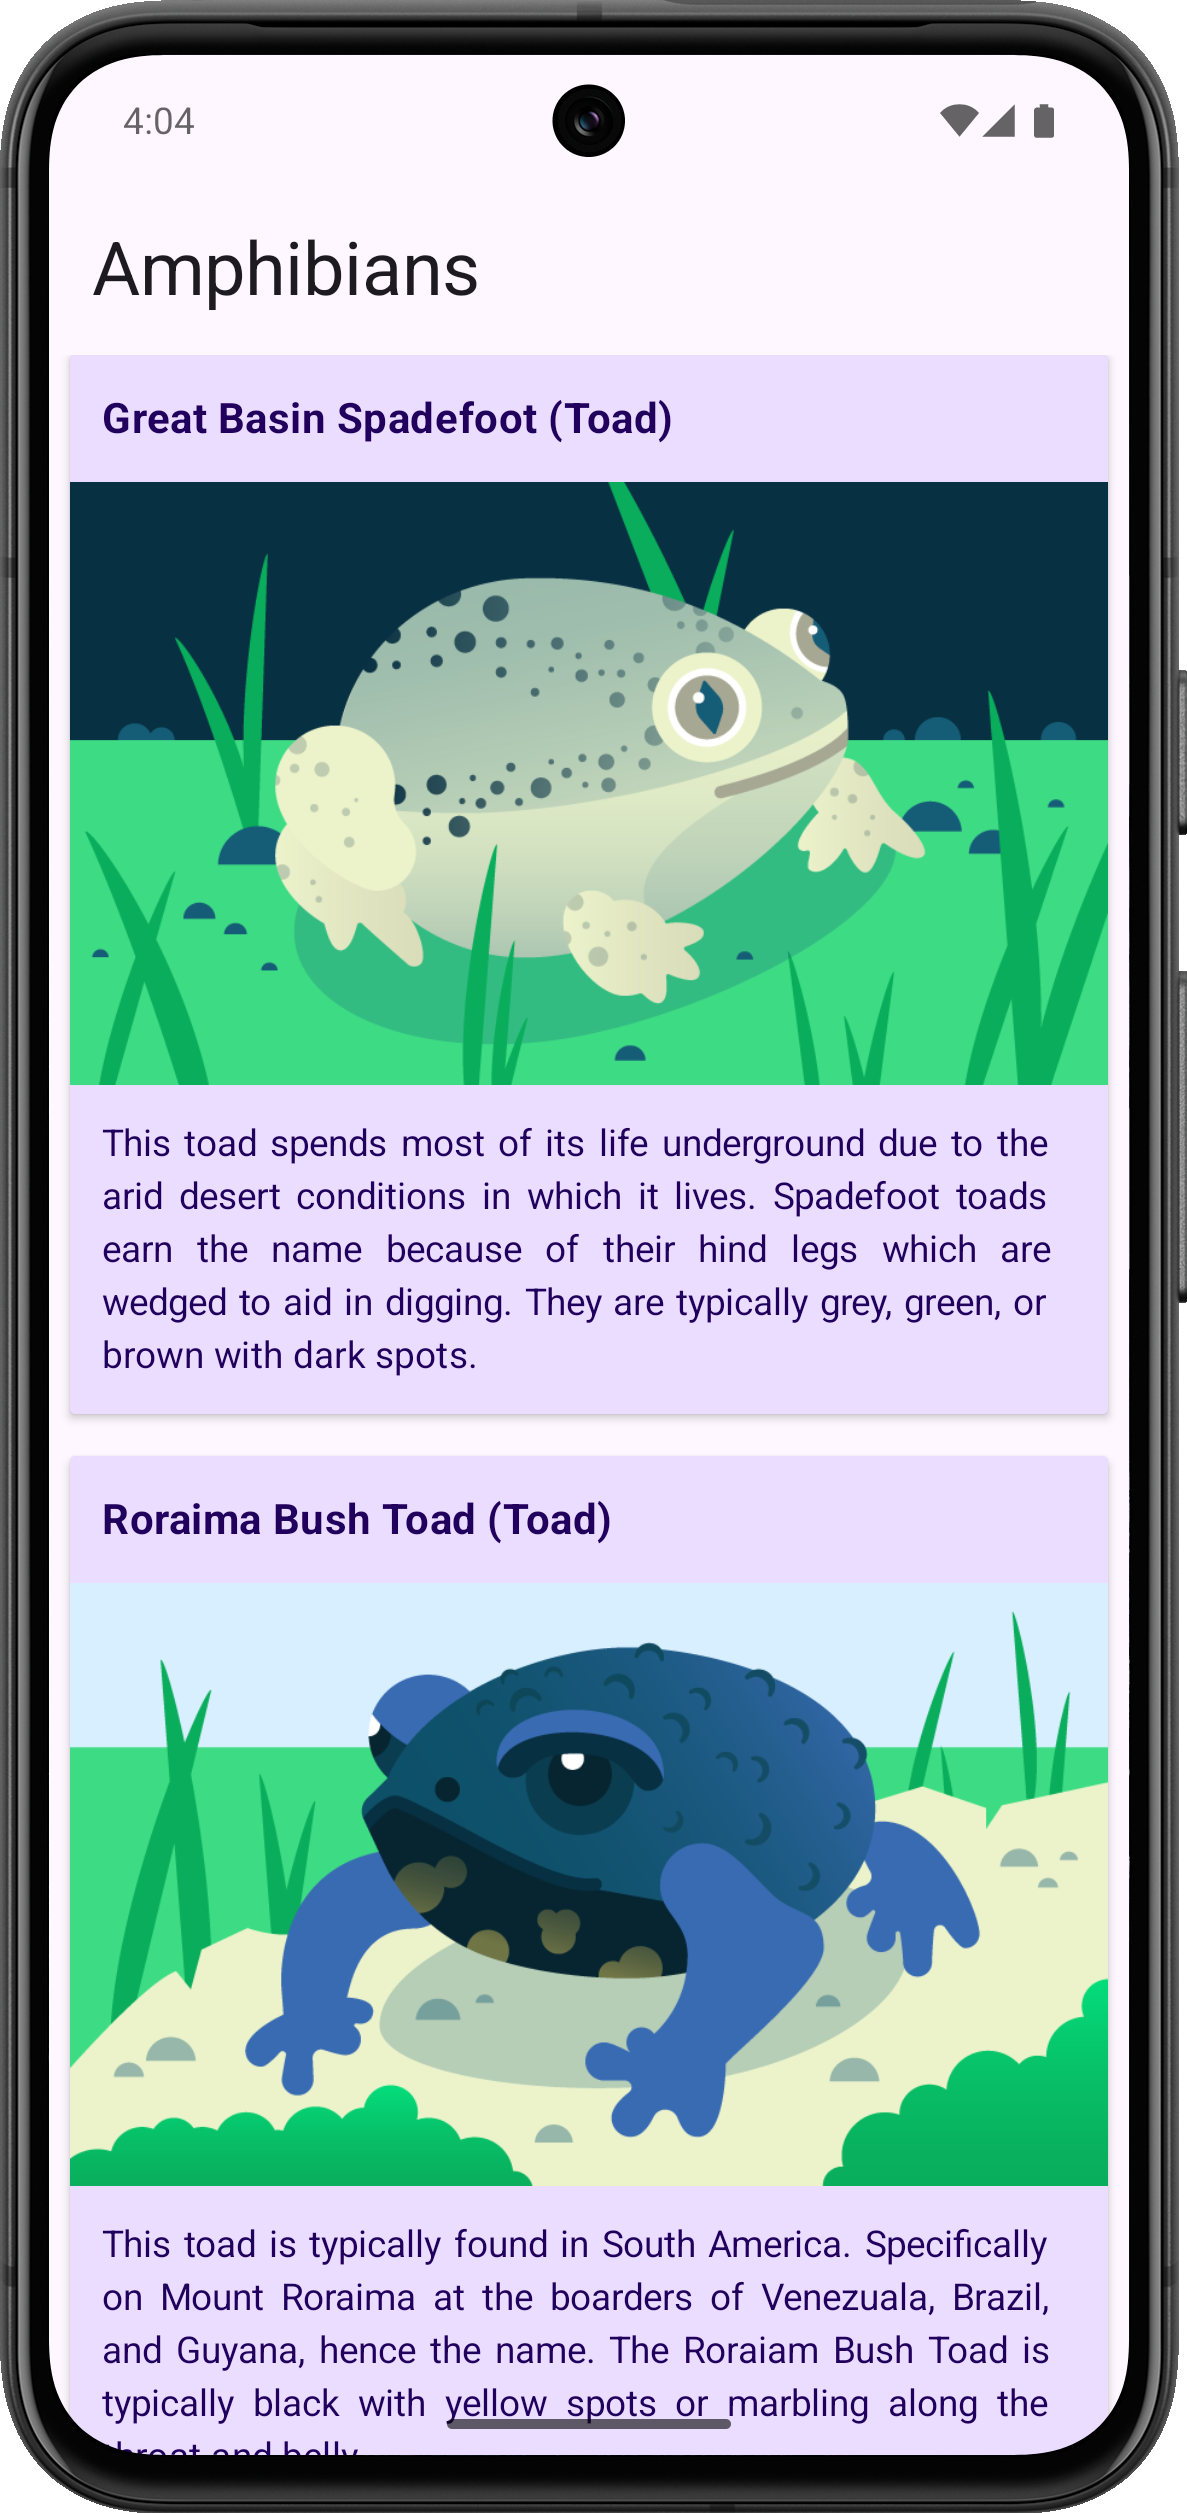 4:04
Amphibians
Great Basin Spadefoot (Toad)
This toad spends most of its life underground due to the
arid desert conditions in which it lives. Spadefoot toads
earn the name because of their hind legs which are
wedged to aid in digging. They are typically grey, green, or
brown with dark spots.
Roraima Bush Toad (Toad)
This toad is typically found in South America. Specifically
on Mount Roraima at the boarders of Venezuala, Brazil,
and Guyana, hence the name. The Roraiam Bush Toad is
typically black with yellow spots or marbling along the
throat and belly.